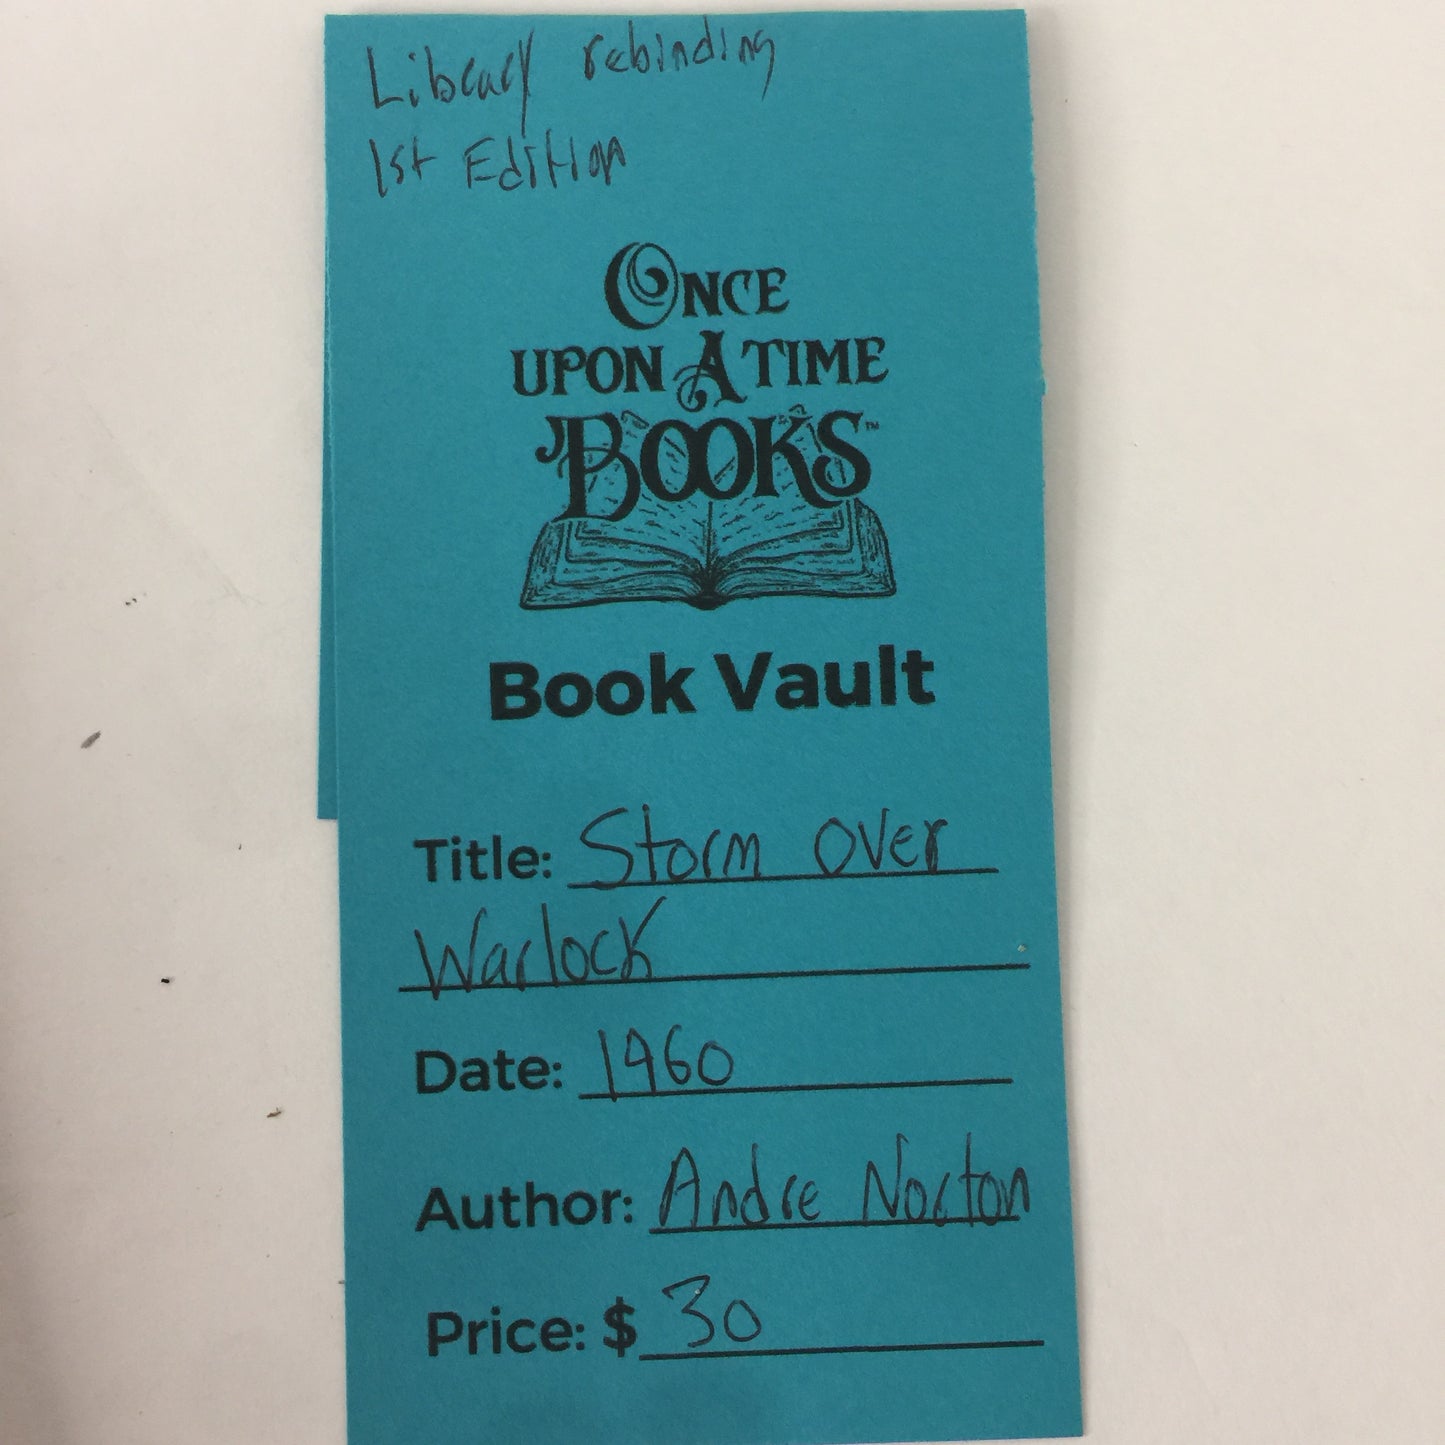 Library rebinding
1st Edition
ONCE
UPON A TIME
BOOKS™
Book Vault
Title: Storm over
Warlock
Date: 1960
Author: Andre Norton
Price: $ 30